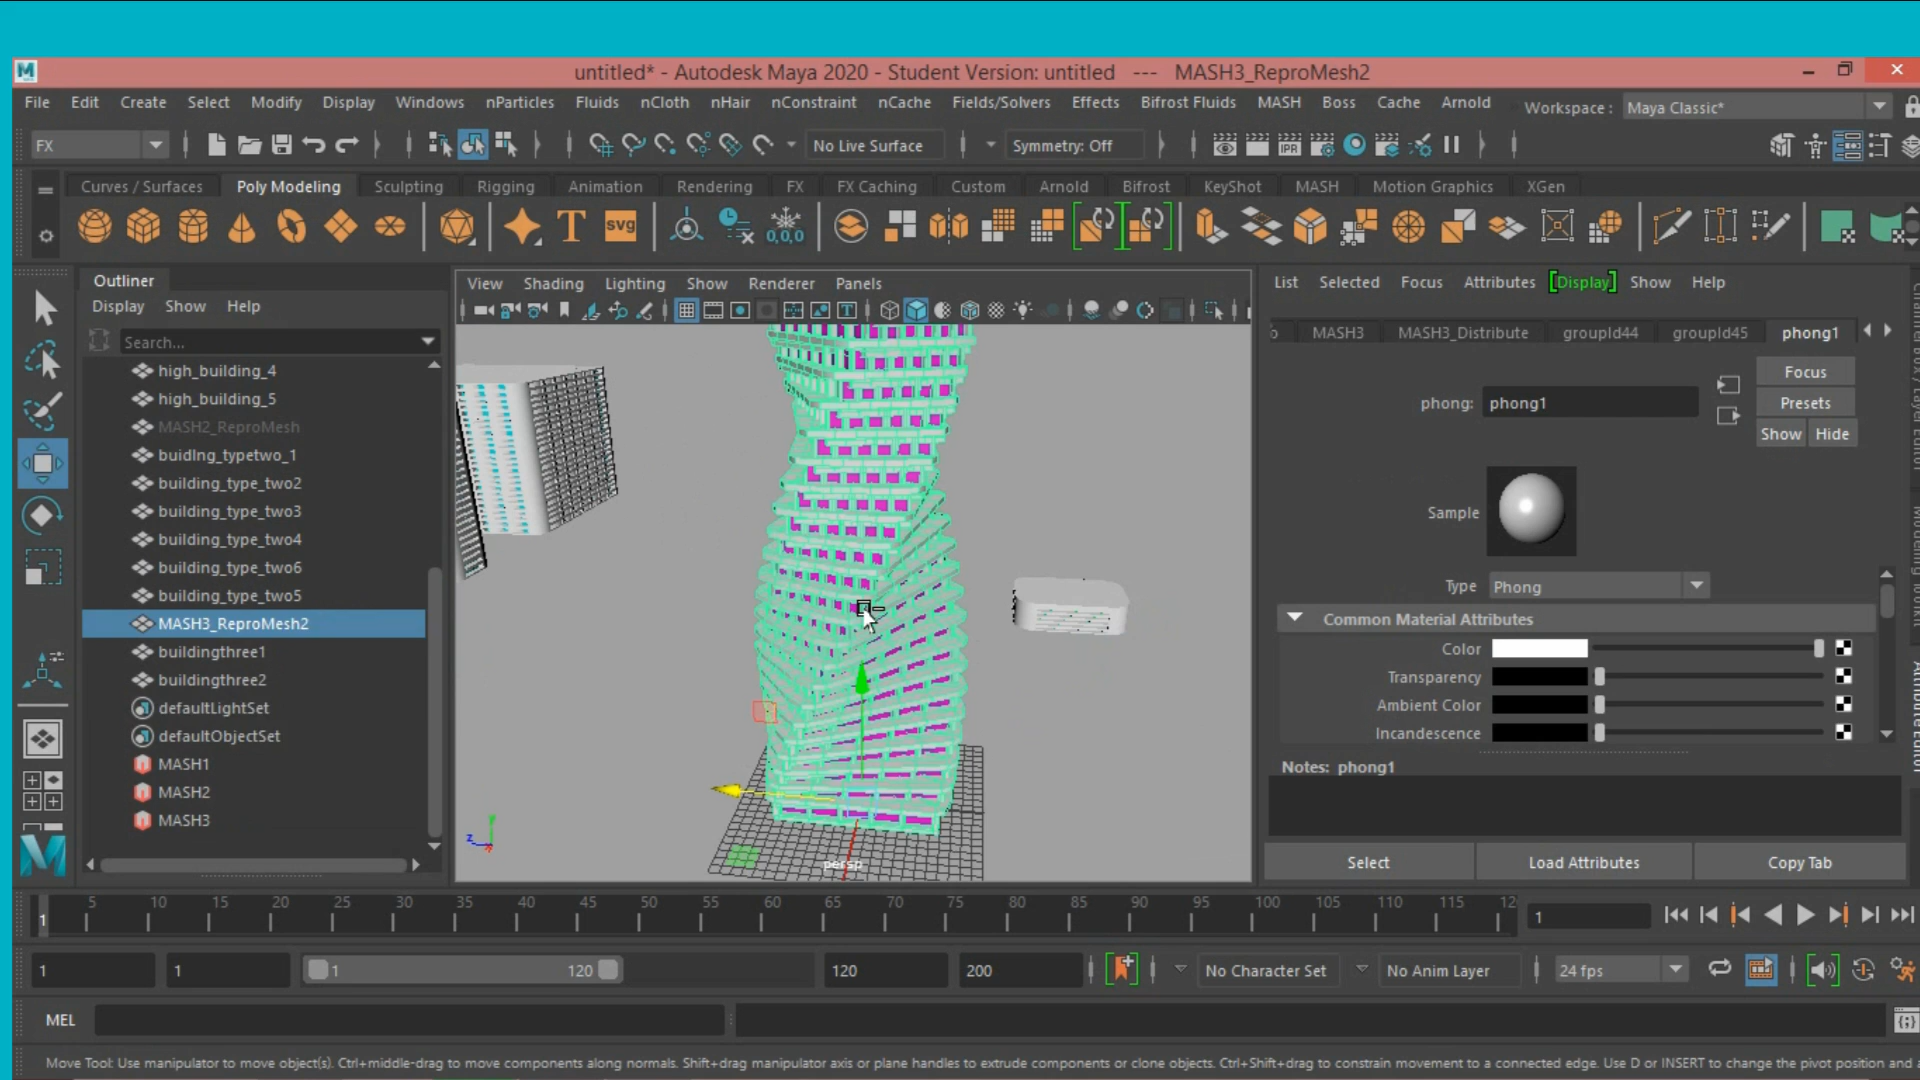 untitled* - Autodesk Maya 2020 - Student Version: untitled --- MASH3_ReproMesh2
File Edit Create Select Modify Display Windows nParticles Fluids nCloth nHair nConstraint nCache Fields/Solvers Effects Bifrost Fluids MASH Boss Cache Arnold Workspace : Maya Classic*
FX No Live Surface Symmetry: Off
Curves / Surfaces Poly Modeling Sculpting Rigging Animation Rendering FX FX Caching Custom Arnold Bifrost KeyShot MASH Motion Graphics XGen
IPR T svg 0,0,0
Outliner
Display Show Help
Search...
high_building_4
high_building_5
MASH2_ReproMesh
buidlng_typetwo_1
building_type_two2
building_type_two3
building_type_two4
building_type_two6
building_type_two5
MASH3_ReproMesh2
buildingthree1
buildingthree2
defaultLightSet
defaultObjectSet
MASH1
MASH2
MASH3
View Shading Lighting Show Renderer Panels
persp
z
List Selected Focus Attributes Display Show Help
MASH3 MASH3_Distribute groupId44 groupId45 phong1
Focus
phong: phong1 Presets
Show Hide
Sample
Type Phong
Common Material Attributes
Color
Transparency
Ambient Color
Incandescence
Notes: phong1
Select Load Attributes Copy Tab
1 5 10 15 20 25 30 35 40 45 50 55 60 65 70 75 80 85 90 95 100 105 110 115 12 1
1 1 1 120 120 200 No Character Set No Anim Layer 24 fps
MEL
Move Tool: Use manipulator to move object(s). Ctrl+middle-drag to move components along normals. Shift+drag manipulator axis or plane handles to extrude components or clone objects. Ctrl+Shift+drag to constrain movement to a connected edge. Use D or INSERT to change the pivot position and a